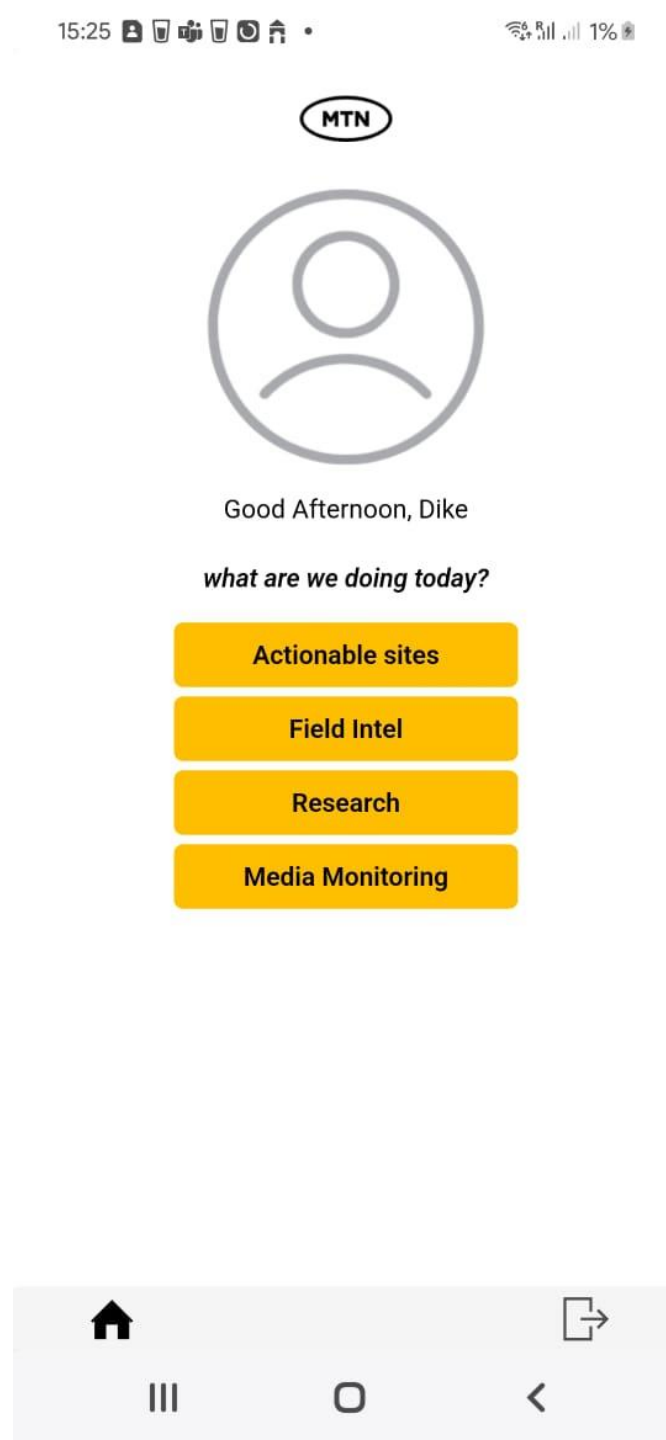 15:25
1%
MTN
Good Afternoon, Dike
what are we doing today?
Actionable sites
Field Intel
Research
Media Monitoring